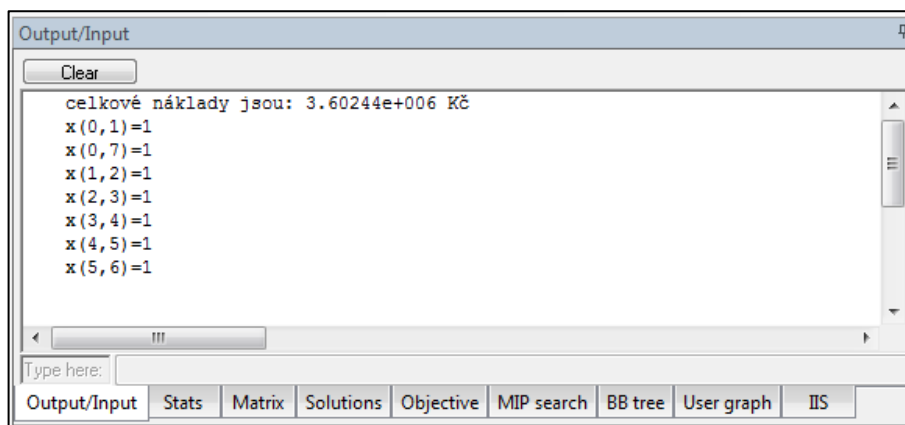 Output/Input
Clear
celkové náklady jsou: 3.60244e+006 Kč
x(0,1)=1
x(0,7)=1
x(1,2)=1
x(2,3)=1
x(3,4)=1
x(4,5)=1
x(5,6)=1
Type here:
Output/Input Stats Matrix Solutions Objective MIP search BB tree User graph IIS